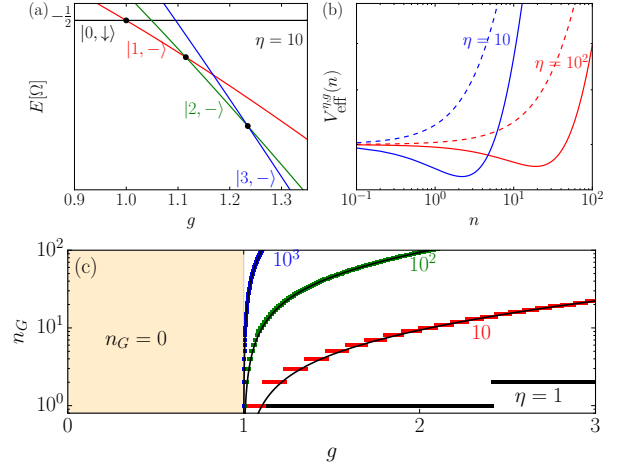 (a)
−1/2
|0,↓⟩
η = 10
|1,−⟩
|2,−⟩
|3,−⟩
E[Ω]
0.9 1.0 1.1 1.2 1.3
g
(b)
η = 10
η = 10²
V_eff^{η,g}(n)
10⁻¹ 10⁰ 10¹ 10²
n
(c)
10³
10²
10
η = 1
n_G = 0
n_G
10²
10¹
10⁰
0 1 2 3
g